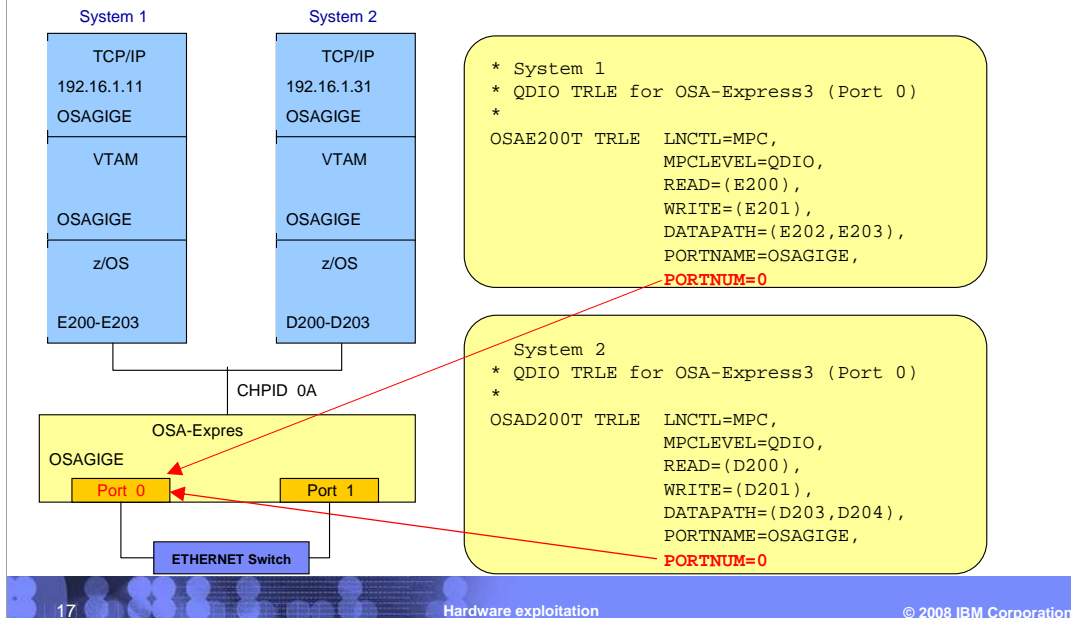 System 1
TCP/IP
192.16.1.11
OSAGIGE
VTAM
OSAGIGE
z/OS
E200-E203
System 2
TCP/IP
192.16.1.31
OSAGIGE
VTAM
OSAGIGE
z/OS
D200-D203
CHPID 0A
OSA-Expres
OSAGIGE
Port 0
Port 1
ETHERNET Switch
* System 1
* QDIO TRLE for OSA-Express3 (Port 0)
*
OSAE200T TRLE LNCTL=MPC,
MPCLEVEL=QDIO,
READ=(E200),
WRITE=(E201),
DATAPATH=(E202,E203),
PORTNAME=OSAGIGE,
PORTNUM=0
System 2
* QDIO TRLE for OSA-Express3 (Port 0)
*
OSAD200T TRLE LNCTL=MPC,
MPCLEVEL=QDIO,
READ=(D200),
WRITE=(D201),
DATAPATH=(D203,D204),
PORTNAME=OSAGIGE,
PORTNUM=0
17
Hardware exploitation
© 2008 IBM Corporation